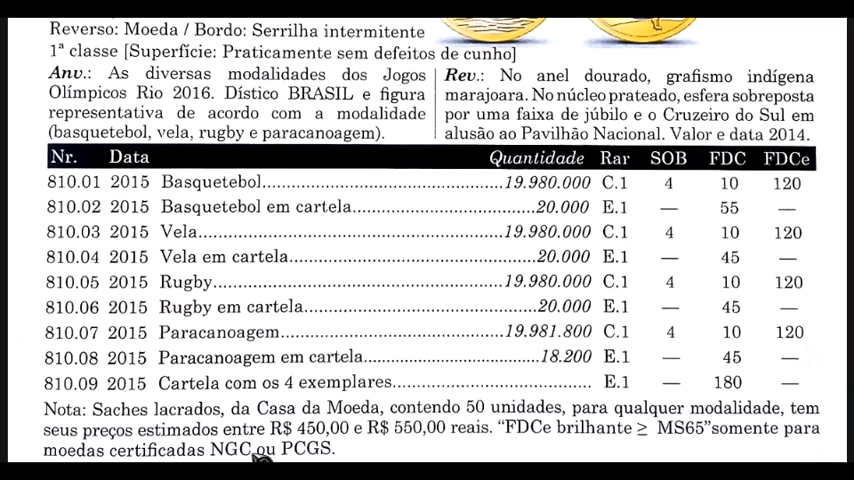 Reverso: Moeda / Bordo: Serrilha intermitente
1ª classe [Superfície: Praticamente sem defeitos de cunho]
Anv.: As diversas modalidades dos Jogos
Olímpicos Rio 2016. Dístico BRASIL e figura
representativa de acordo com a modalidade
(basquetebol, vela, rugby e paracanoagem).
Rev.: No anel dourado, grafismo indígena
marajoara. No núcleo prateado, esfera sobreposta
por uma faixa de júbilo e o Cruzeiro do Sul em
alusão ao Pavilhão Nacional. Valor e data 2014.
Nr. Data Quantidade Rar SOB FDC FDCe
810.01 2015 Basquetebol....................................19.980.000 C.1 4 10 120
810.02 2015 Basquetebol em cartela...........................20.000 E.1 — 55 —
810.03 2015 Vela..............................................19.980.000 C.1 4 10 120
810.04 2015 Vela em cartela.....................................20.000 E.1 — 45 —
810.05 2015 Rugby...........................................19.980.000 C.1 4 10 120
810.06 2015 Rugby em cartela...................................20.000 E.1 — 45 —
810.07 2015 Paracanoagem.................................19.981.800 C.1 4 10 120
810.08 2015 Paracanoagem em cartela..........................18.200 E.1 — 45 —
810.09 2015 Cartela com os 4 exemplares.............................. E.1 — 180 —
Nota: Saches lacrados, da Casa da Moeda, contendo 50 unidades, para qualquer modalidade, tem
seus preços estimados entre R$ 450,00 e R$ 550,00 reais. “FDCe brilhante ≥ MS65”somente para
moedas certificadas NGC ou PCGS.